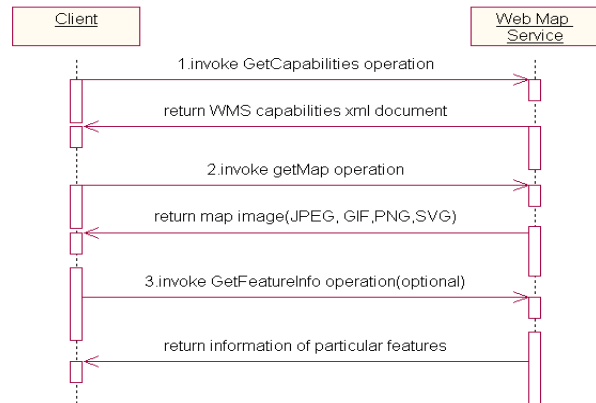 Client
Web Map
Service
1.invoke GetCapabilities operation
return WMS capabilities xml document
2.invoke getMap operation
return map image(JPEG, GIF,PNG,SVG)
3.invoke GetFeatureInfo operation(optional)
return information of particular features